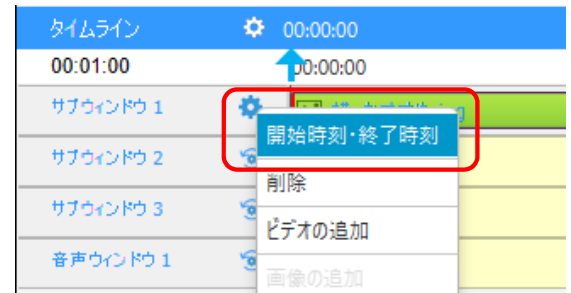 タイムライン 00:00:00
00:01:00 00:00:00
サブウィンドウ 1
開始時刻・終了時刻
サブウィンドウ 2
削除
サブウィンドウ 3
ビデオの追加
音声ウィンドウ 1
画像の追加